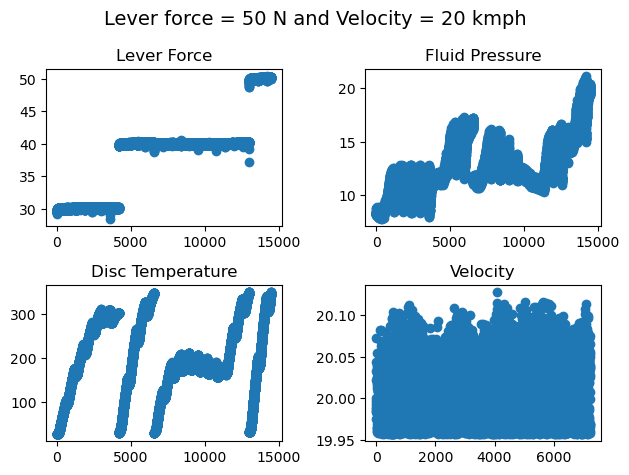 Lever force = 50 N and Velocity = 20 kmph
Lever Force
50
45
40
35
30
0 5000 10000 15000
Fluid Pressure
20
15
10
0 5000 10000 15000
Disc Temperature
300
200
100
0 5000 10000 15000
Velocity
20.10
20.05
20.00
19.95
0 2000 4000 6000